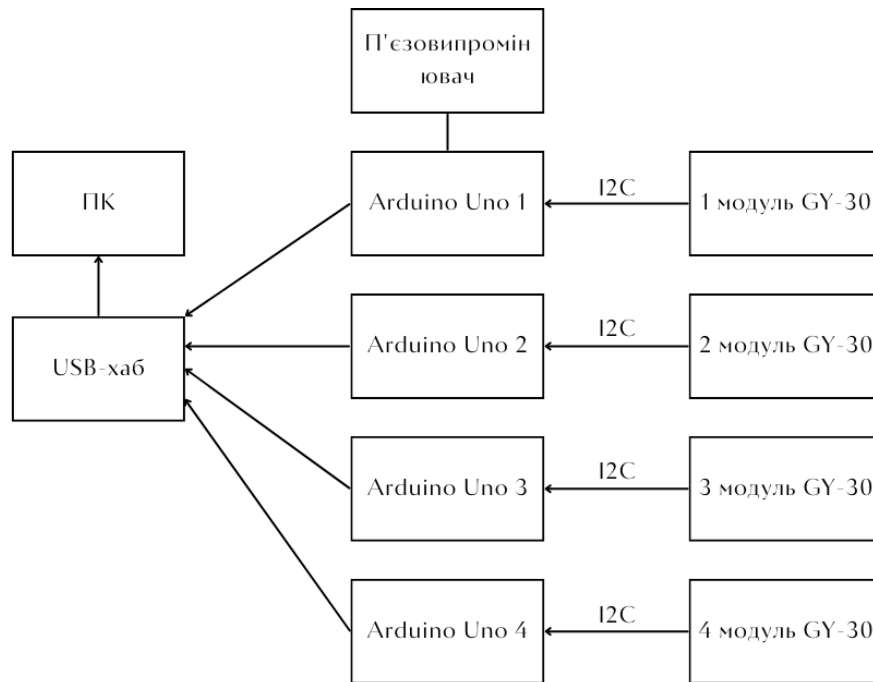 П'єзовипромін
ювач
ПК
Arduino Uno 1
I2C
1 модуль GY-30
USB-хаб
Arduino Uno 2
I2C
2 модуль GY-30
Arduino Uno 3
I2C
3 модуль GY-30
Arduino Uno 4
I2C
4 модуль GY-30